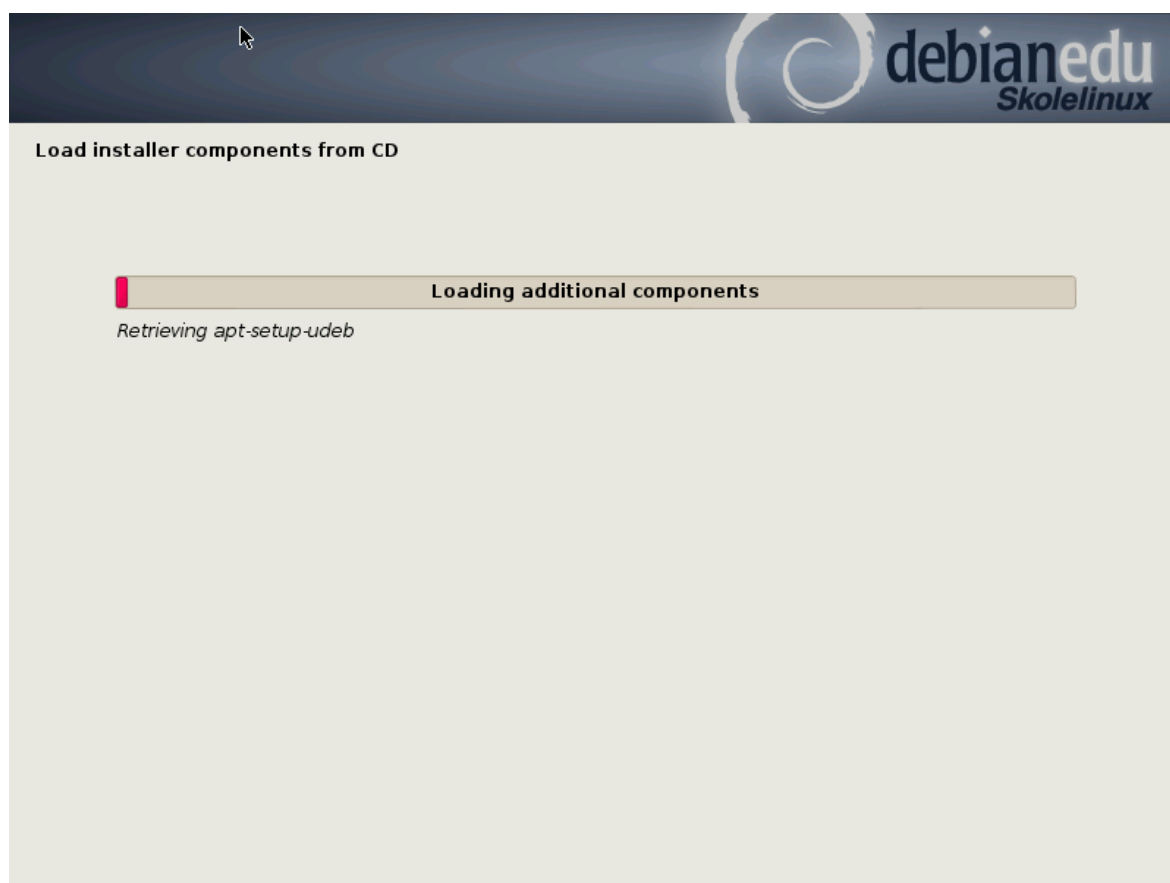 debianedu
Skolelinux
Load installer components from CD
Loading additional components
Retrieving apt-setup-udeb